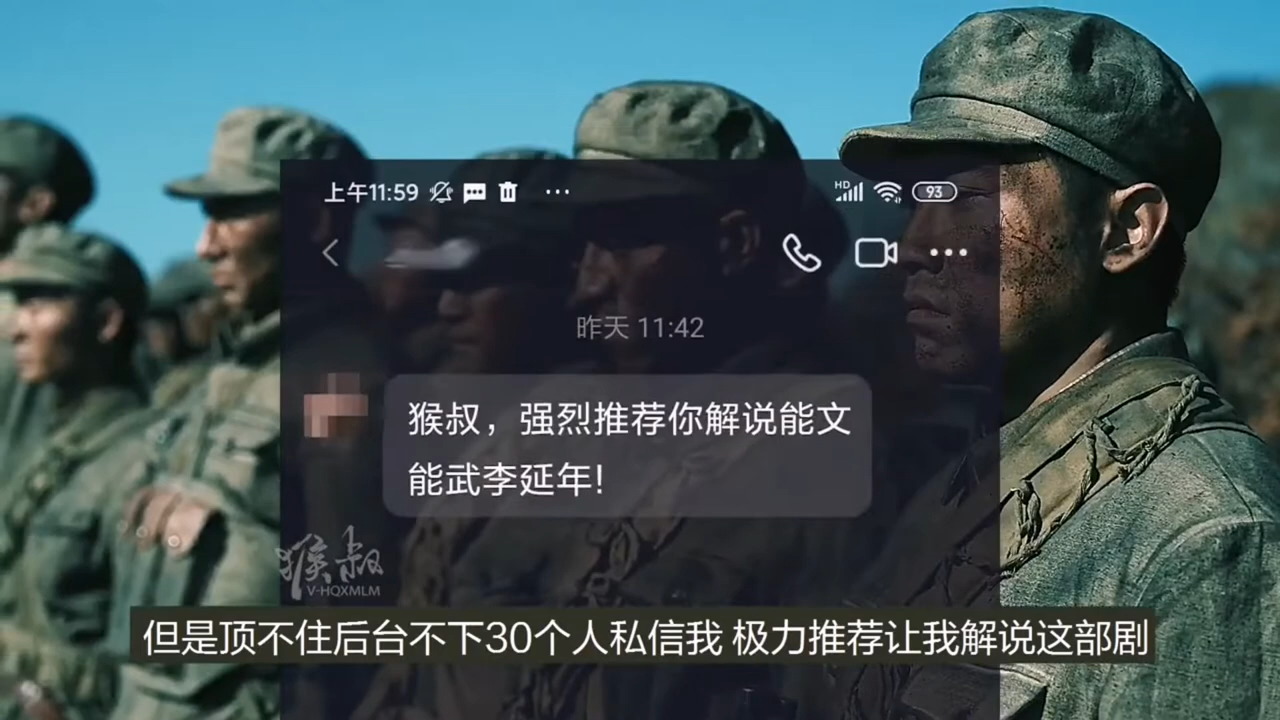 上午11:59
HD
93
昨天 11:42
猴叔，强烈推荐你解说能文
能武李延年!
猴叔
V-HQXMLM
但是顶不住后台不下30个人私信我 极力推荐让我解说这部剧